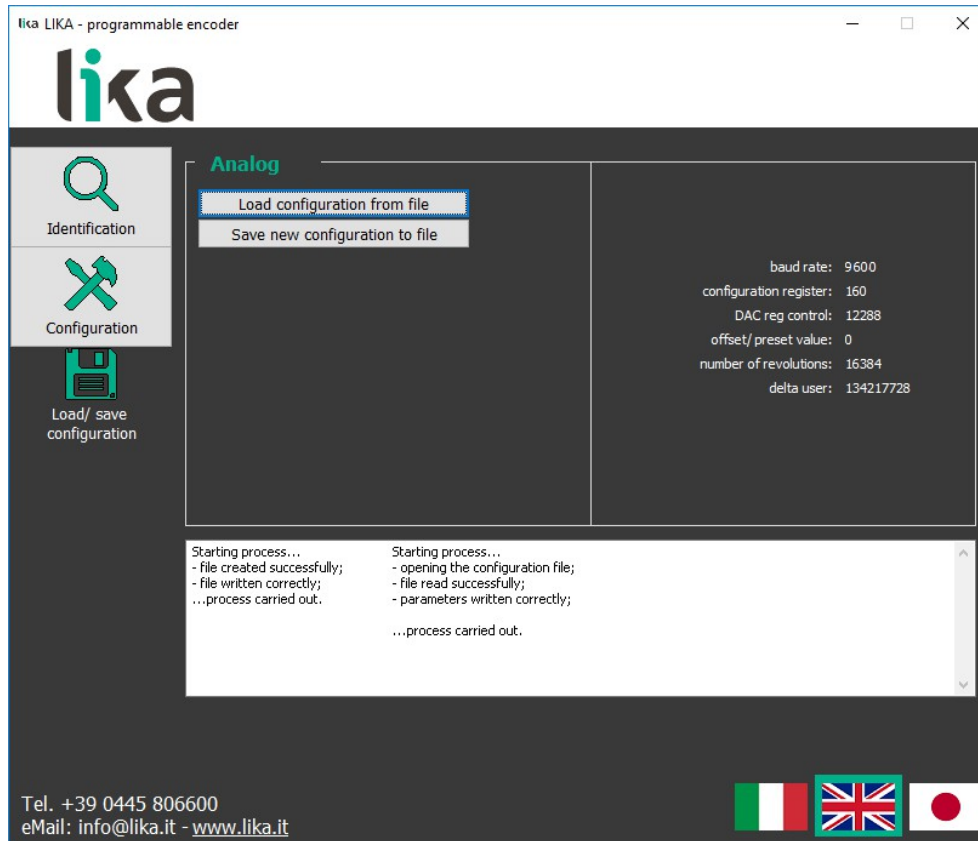 lika LIKA - programmable encoder
lika
Identification
Configuration
Load/ save
configuration
Analog
Load configuration from file
Save new configuration to file
baud rate: 9600
configuration register: 160
DAC reg control: 12288
offset/ preset value: 0
number of revolutions: 16384
delta user: 134217728
Starting process...
- file created successfully;
- file written correctly;
...process carried out.
Starting process...
- opening the configuration file;
- file read successfully;
- parameters written correctly;
...process carried out.
Tel. +39 0445 806600
eMail: info@lika.it - www.lika.it